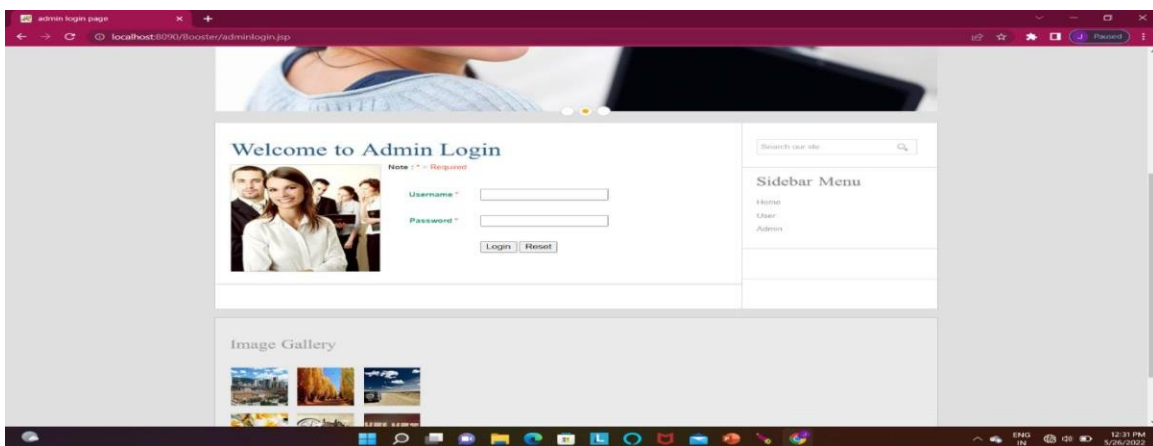 admin login page
localhost:8090/Booster/adminlogin.jsp
J Paused
Welcome to Admin Login
Note : * = Required
Username *
Password *
Login Reset
Search our site
Sidebar Menu
Home
User
Admin
Image Gallery
ENG
IN
12:31 PM
5/26/2022